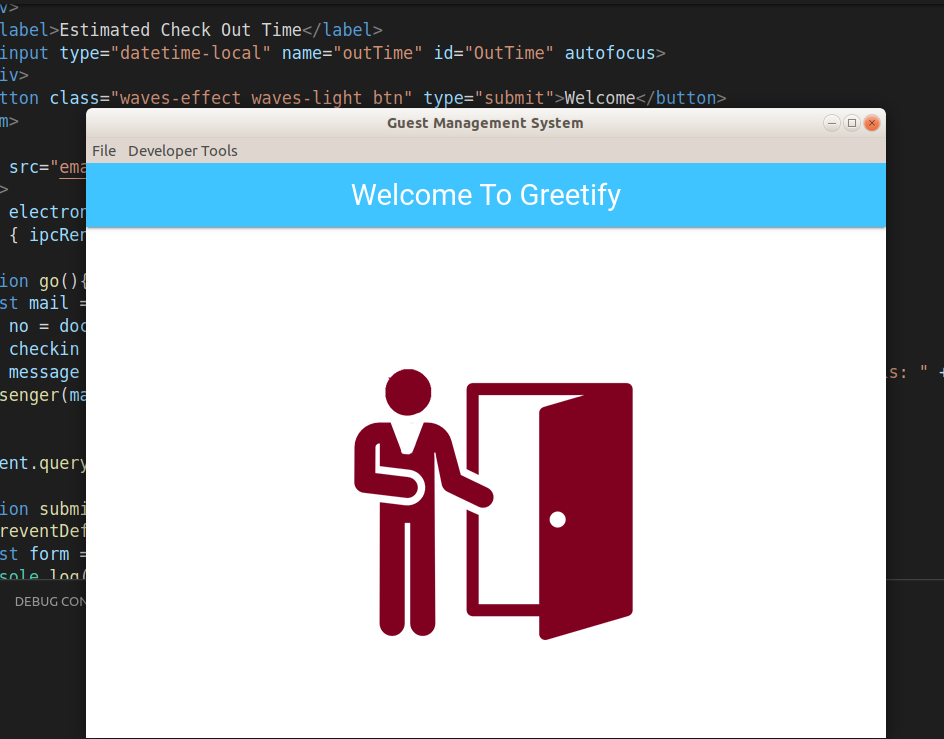 v>
label>Estimated Check Out Time</label>
input type="datetime-local" name="outTime" id="OutTime" autofocus>
iv>
tton class="waves-effect waves-light btn" type="submit">Welcome</button>
m>
Guest Management System
File Developer Tools
src="ema
>
Welcome To Greetify
electron
{ ipcRen
ion go(){
st mail =
no = doc
checkin
message
s: " +
senger(ma
ent.query
ion submi
reventDef
st form =
sole.log(
DEBUG CON